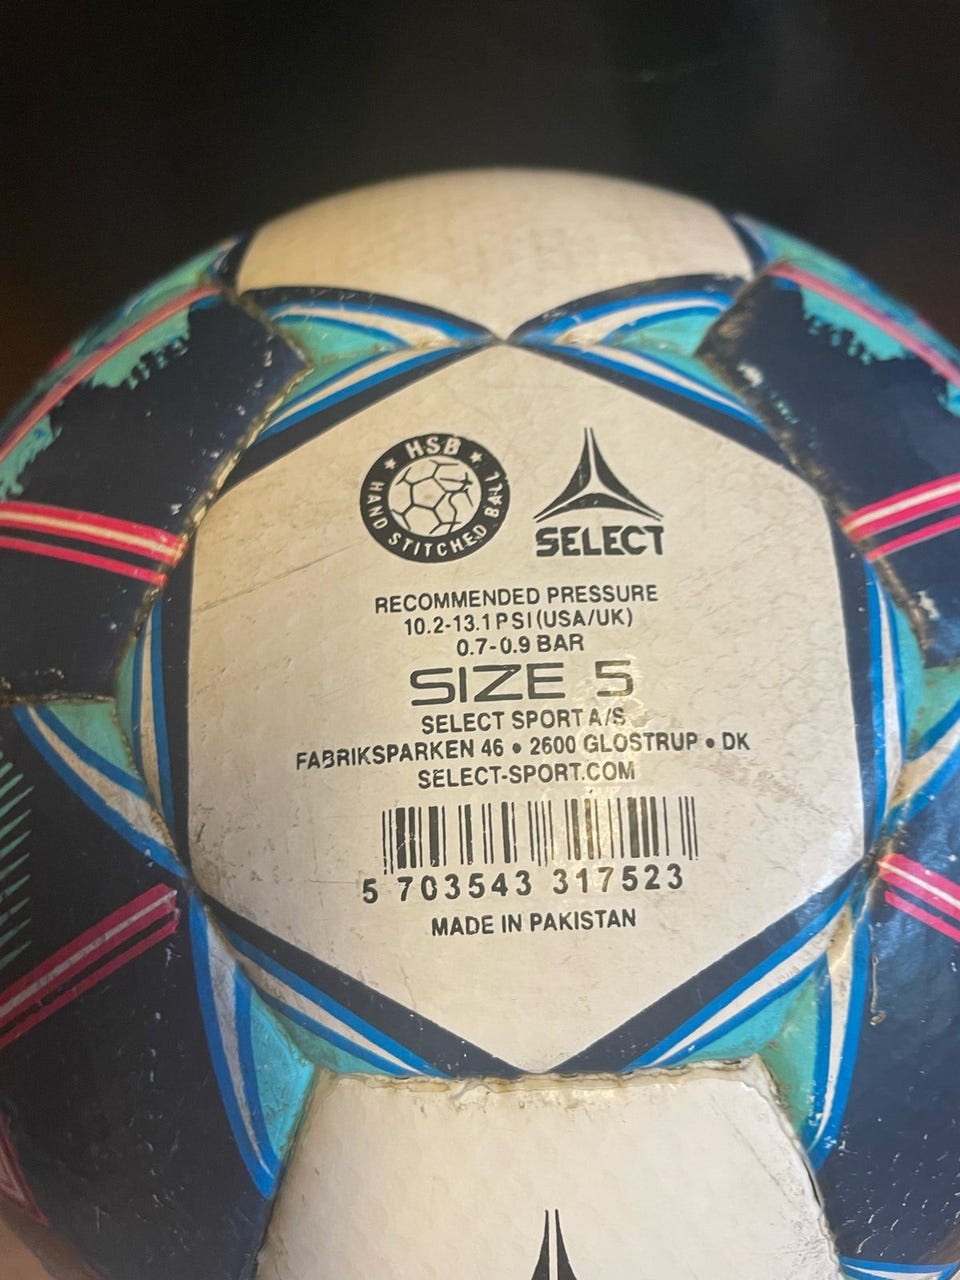 HSB
HAND STITCHED BALL
SELECT
RECOMMENDED PRESSURE
10.2-13.1 PSI (USA/UK)
0.7-0.9 BAR
SIZE 5
SELECT SPORT A/S
FABRIKSPARKEN 46 • 2600 GLOSTRUP • DK
SELECT-SPORT.COM
5 703543 317523
MADE IN PAKISTAN